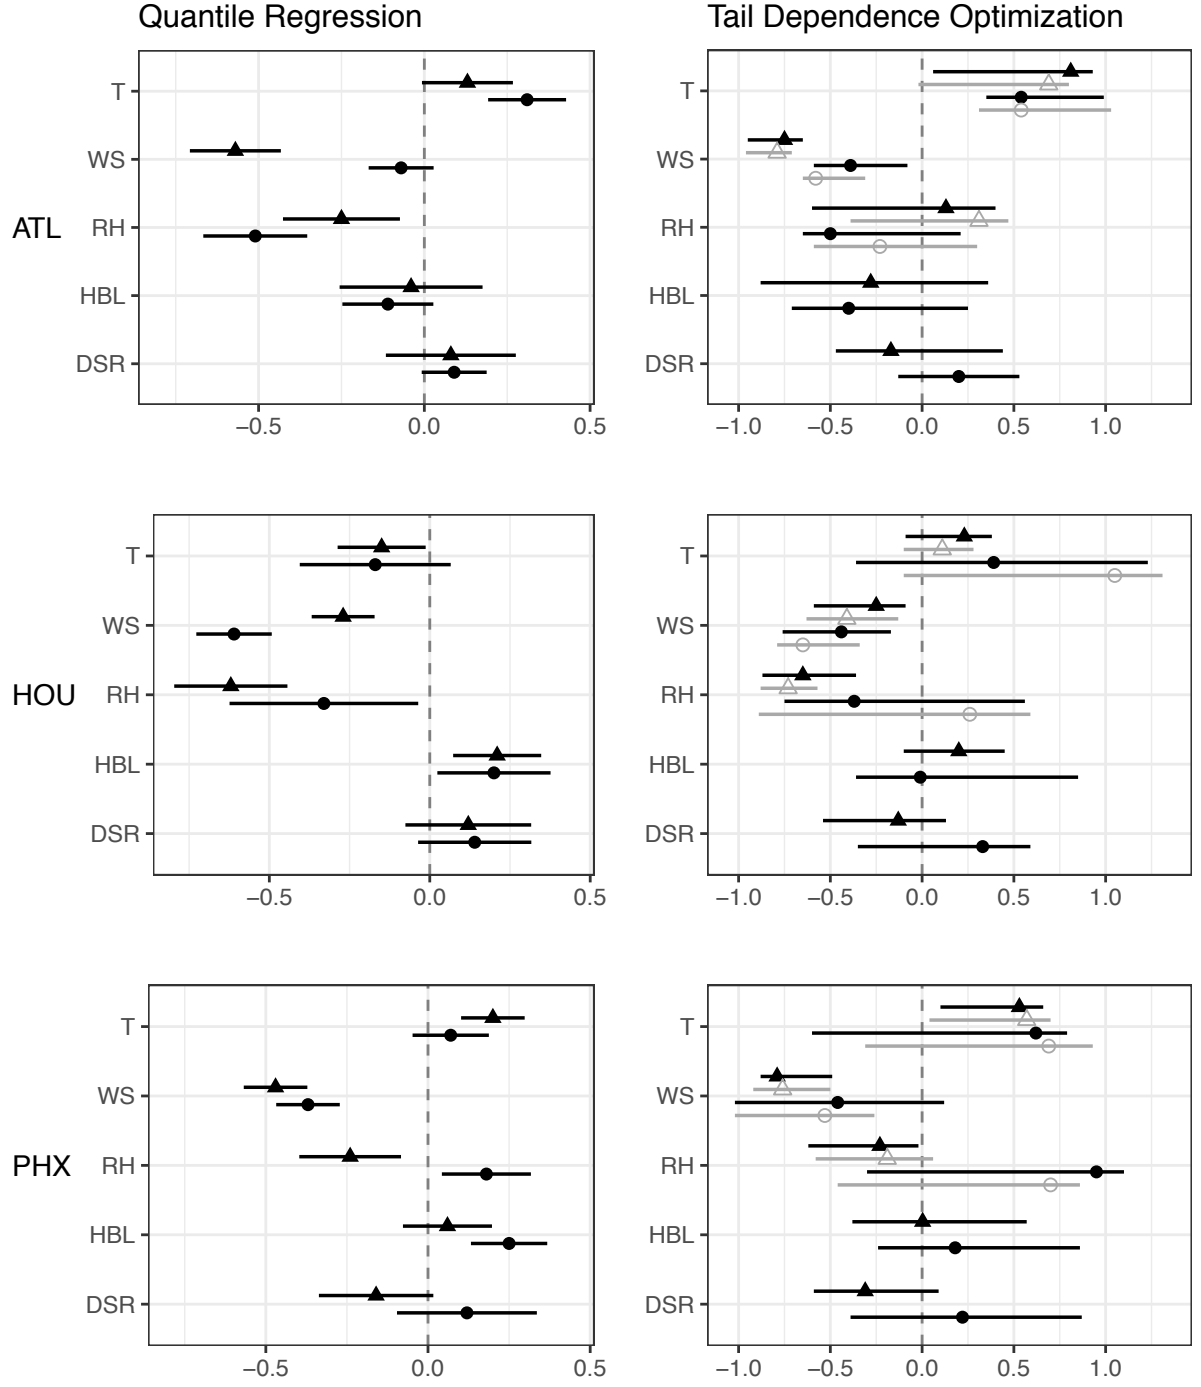 Quantile Regression
Tail Dependence Optimization
ATL
T
WS
RH
HBL
DSR
−0.5 0.0 0.5
T
WS
RH
HBL
DSR
−1.0 −0.5 0.0 0.5 1.0
HOU
T
WS
RH
HBL
DSR
−0.5 0.0 0.5
T
WS
RH
HBL
DSR
−1.0 −0.5 0.0 0.5 1.0
PHX
T
WS
RH
HBL
DSR
−0.5 0.0 0.5
T
WS
RH
HBL
DSR
−1.0 −0.5 0.0 0.5 1.0